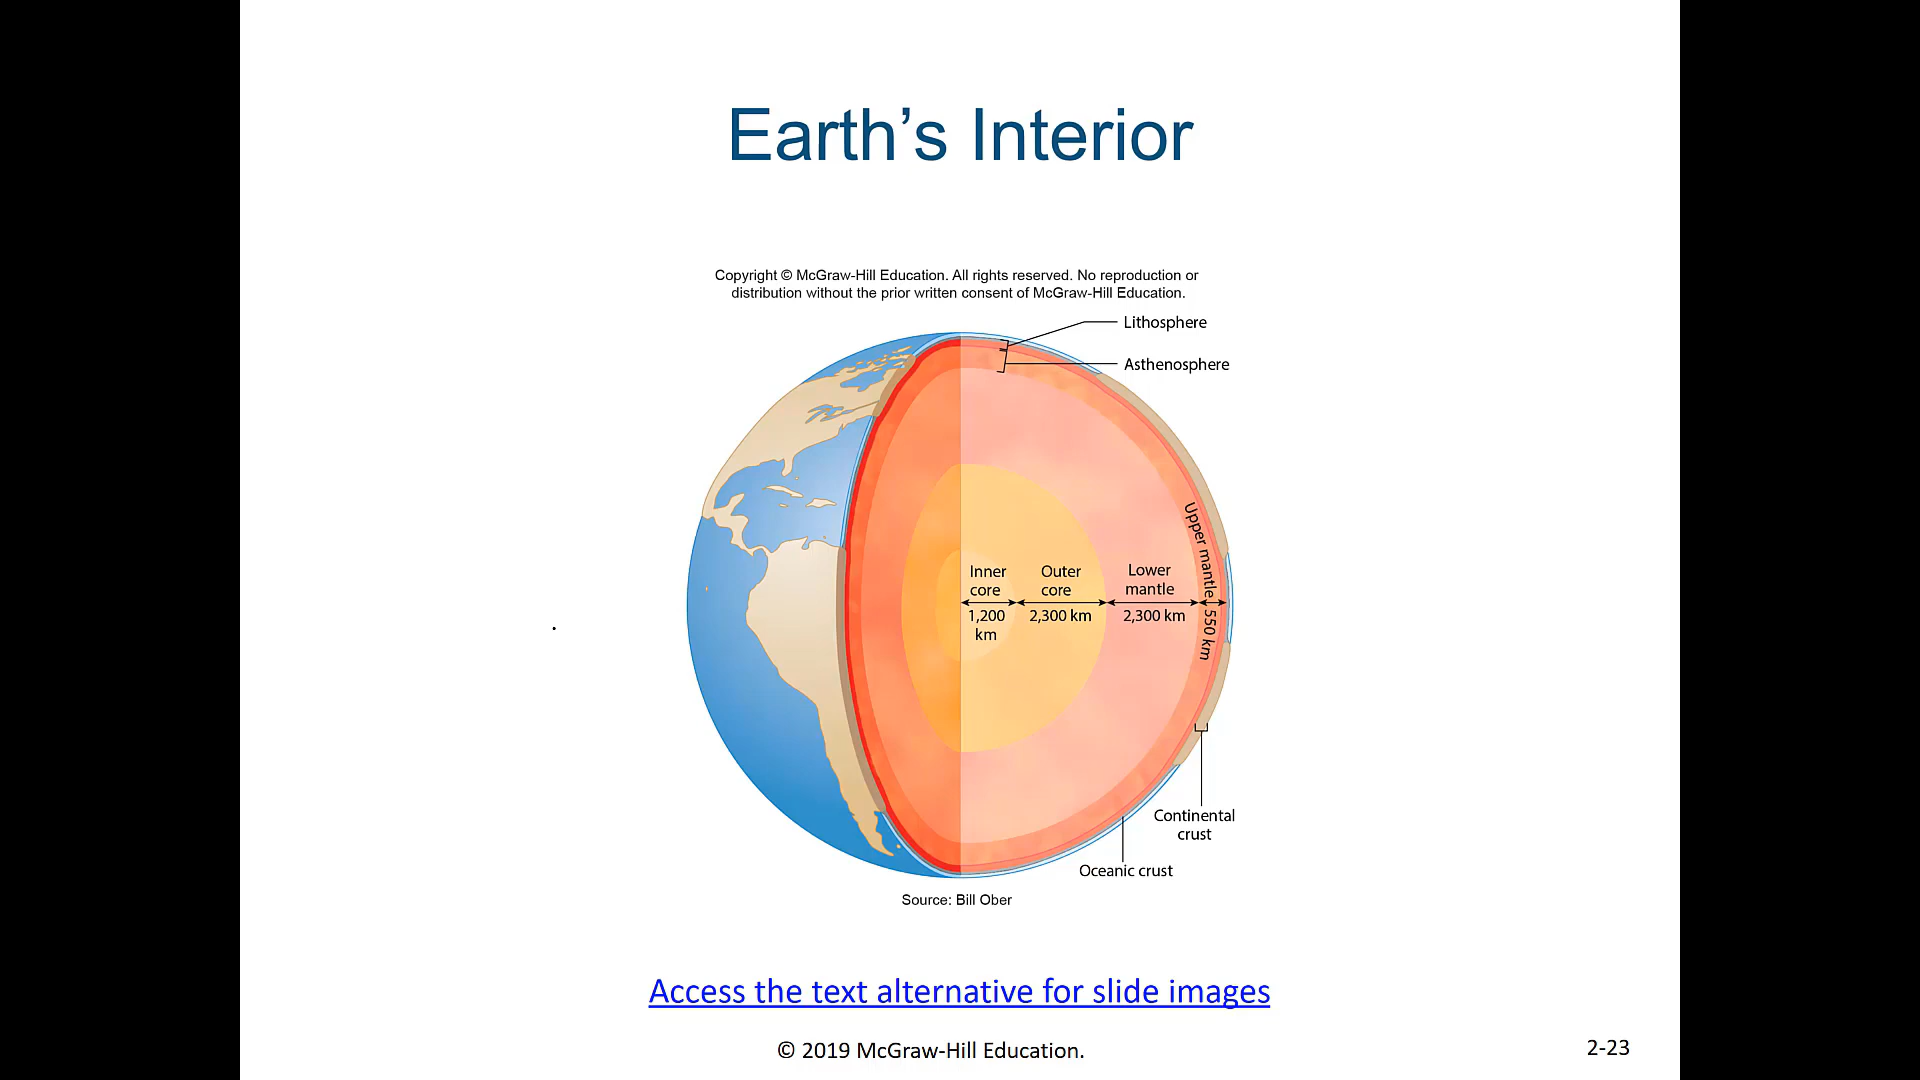 Earth’s Interior
Copyright © McGraw-Hill Education. All rights reserved. No reproduction or
distribution without the prior written consent of McGraw-Hill Education.
Lithosphere
Asthenosphere
Upper mantle
550 km
Inner
core
1,200
km
Outer
core
2,300 km
Lower
mantle
2,300 km
Continental
crust
Oceanic crust
Source: Bill Ober
Access the text alternative for slide images
© 2019 McGraw-Hill Education.
2-23